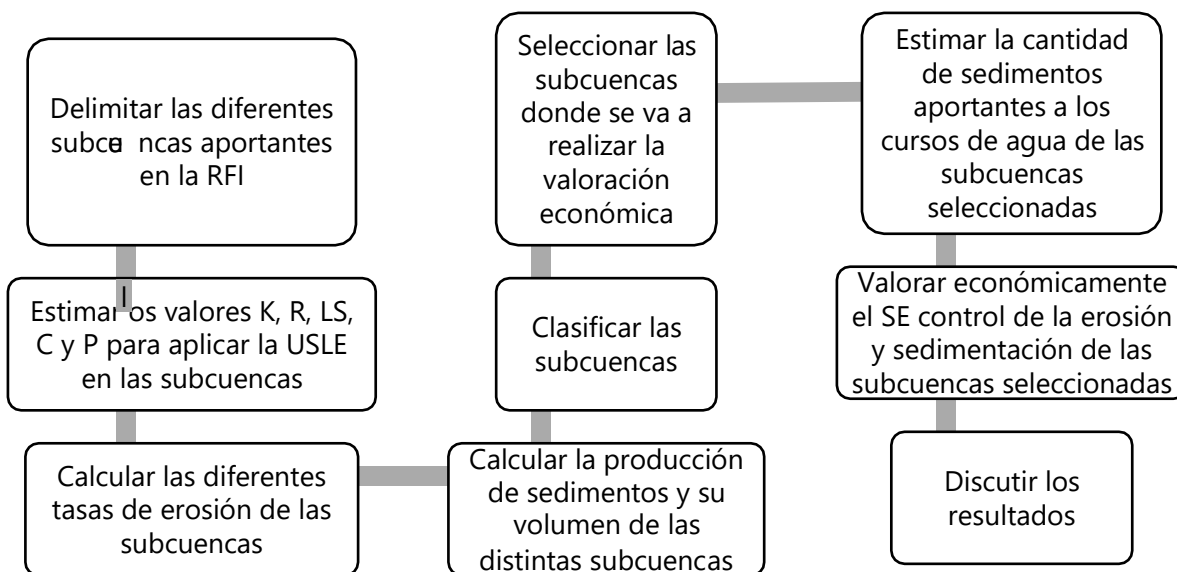 Delimitar las diferentes
subcuencas aportantes
en la RFI
Estimar los valores K, R, LS,
C y P para aplicar la USLE
en las subcuencas
Calcular las diferentes
tasas de erosión de las
subcuencas
Calcular la producción
de sedimentos y su
volumen de las
distintas subcuencas
Clasificar las
subcuencas
Seleccionar las
subcuencas
donde se va a
realizar la
valoración
económica
Estimar la cantidad
de sedimentos
aportantes a los
cursos de agua de las
subcuencas
seleccionadas
Valorar económicamente
el SE control de la erosión
y sedimentación de las
subcuencas seleccionadas
Discutir los
resultados